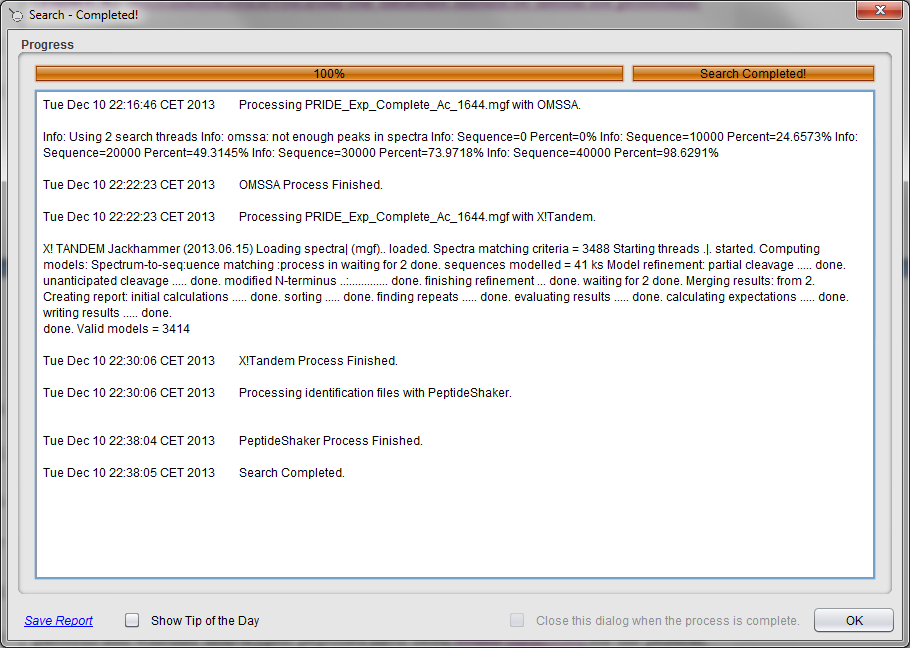 Search - Completed!
Progress
100% Search Completed!
Tue Dec 10 22:16:46 CET 2013 Processing PRIDE_Exp_Complete_Ac_1644.mgf with OMSSA.
Info: Using 2 search threads Info: omssa: not enough peaks in spectra Info: Sequence=0 Percent=0% Info: Sequence=10000 Percent=24.6573% Info:
Sequence=20000 Percent=49.3145% Info: Sequence=30000 Percent=73.9718% Info: Sequence=40000 Percent=98.6291%
Tue Dec 10 22:22:23 CET 2013 OMSSA Process Finished.
Tue Dec 10 22:22:23 CET 2013 Processing PRIDE_Exp_Complete_Ac_1644.mgf with X!Tandem.
X! TANDEM Jackhammer (2013.06.15) Loading spectra| (mgf).. loaded. Spectra matching criteria = 3488 Starting threads .|. started. Computing
models: Spectrum-to-seq:uence matching :process in waiting for 2 done. sequences modelled = 41 ks Model refinement: partial cleavage ..... done.
unanticipated cleavage ..... done. modified N-terminus ..:............. done. finishing refinement ... done. waiting for 2 done. Merging results: from 2.
Creating report: initial calculations ..... done. sorting ..... done. finding repeats ..... done. evaluating results ..... done. calculating expectations ..... done.
writing results ..... done.
done. Valid models = 3414
Tue Dec 10 22:30:06 CET 2013 X!Tandem Process Finished.
Tue Dec 10 22:30:06 CET 2013 Processing identification files with PeptideShaker.
Tue Dec 10 22:38:04 CET 2013 PeptideShaker Process Finished.
Tue Dec 10 22:38:05 CET 2013 Search Completed.
Save Report Show Tip of the Day Close this dialog when the process is complete. OK